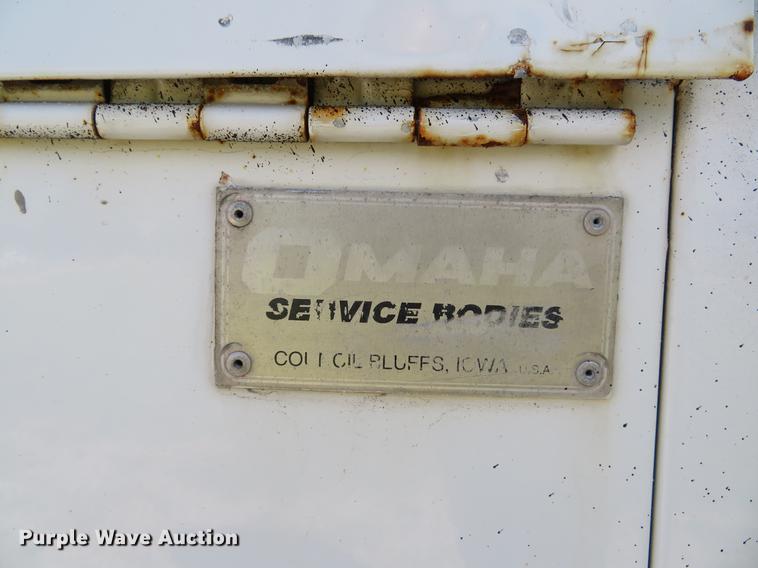 OMAHA
SERVICE BODIES
COUNCIL BLUFFS, IOWA U.S.A.
Purple Wave Auction